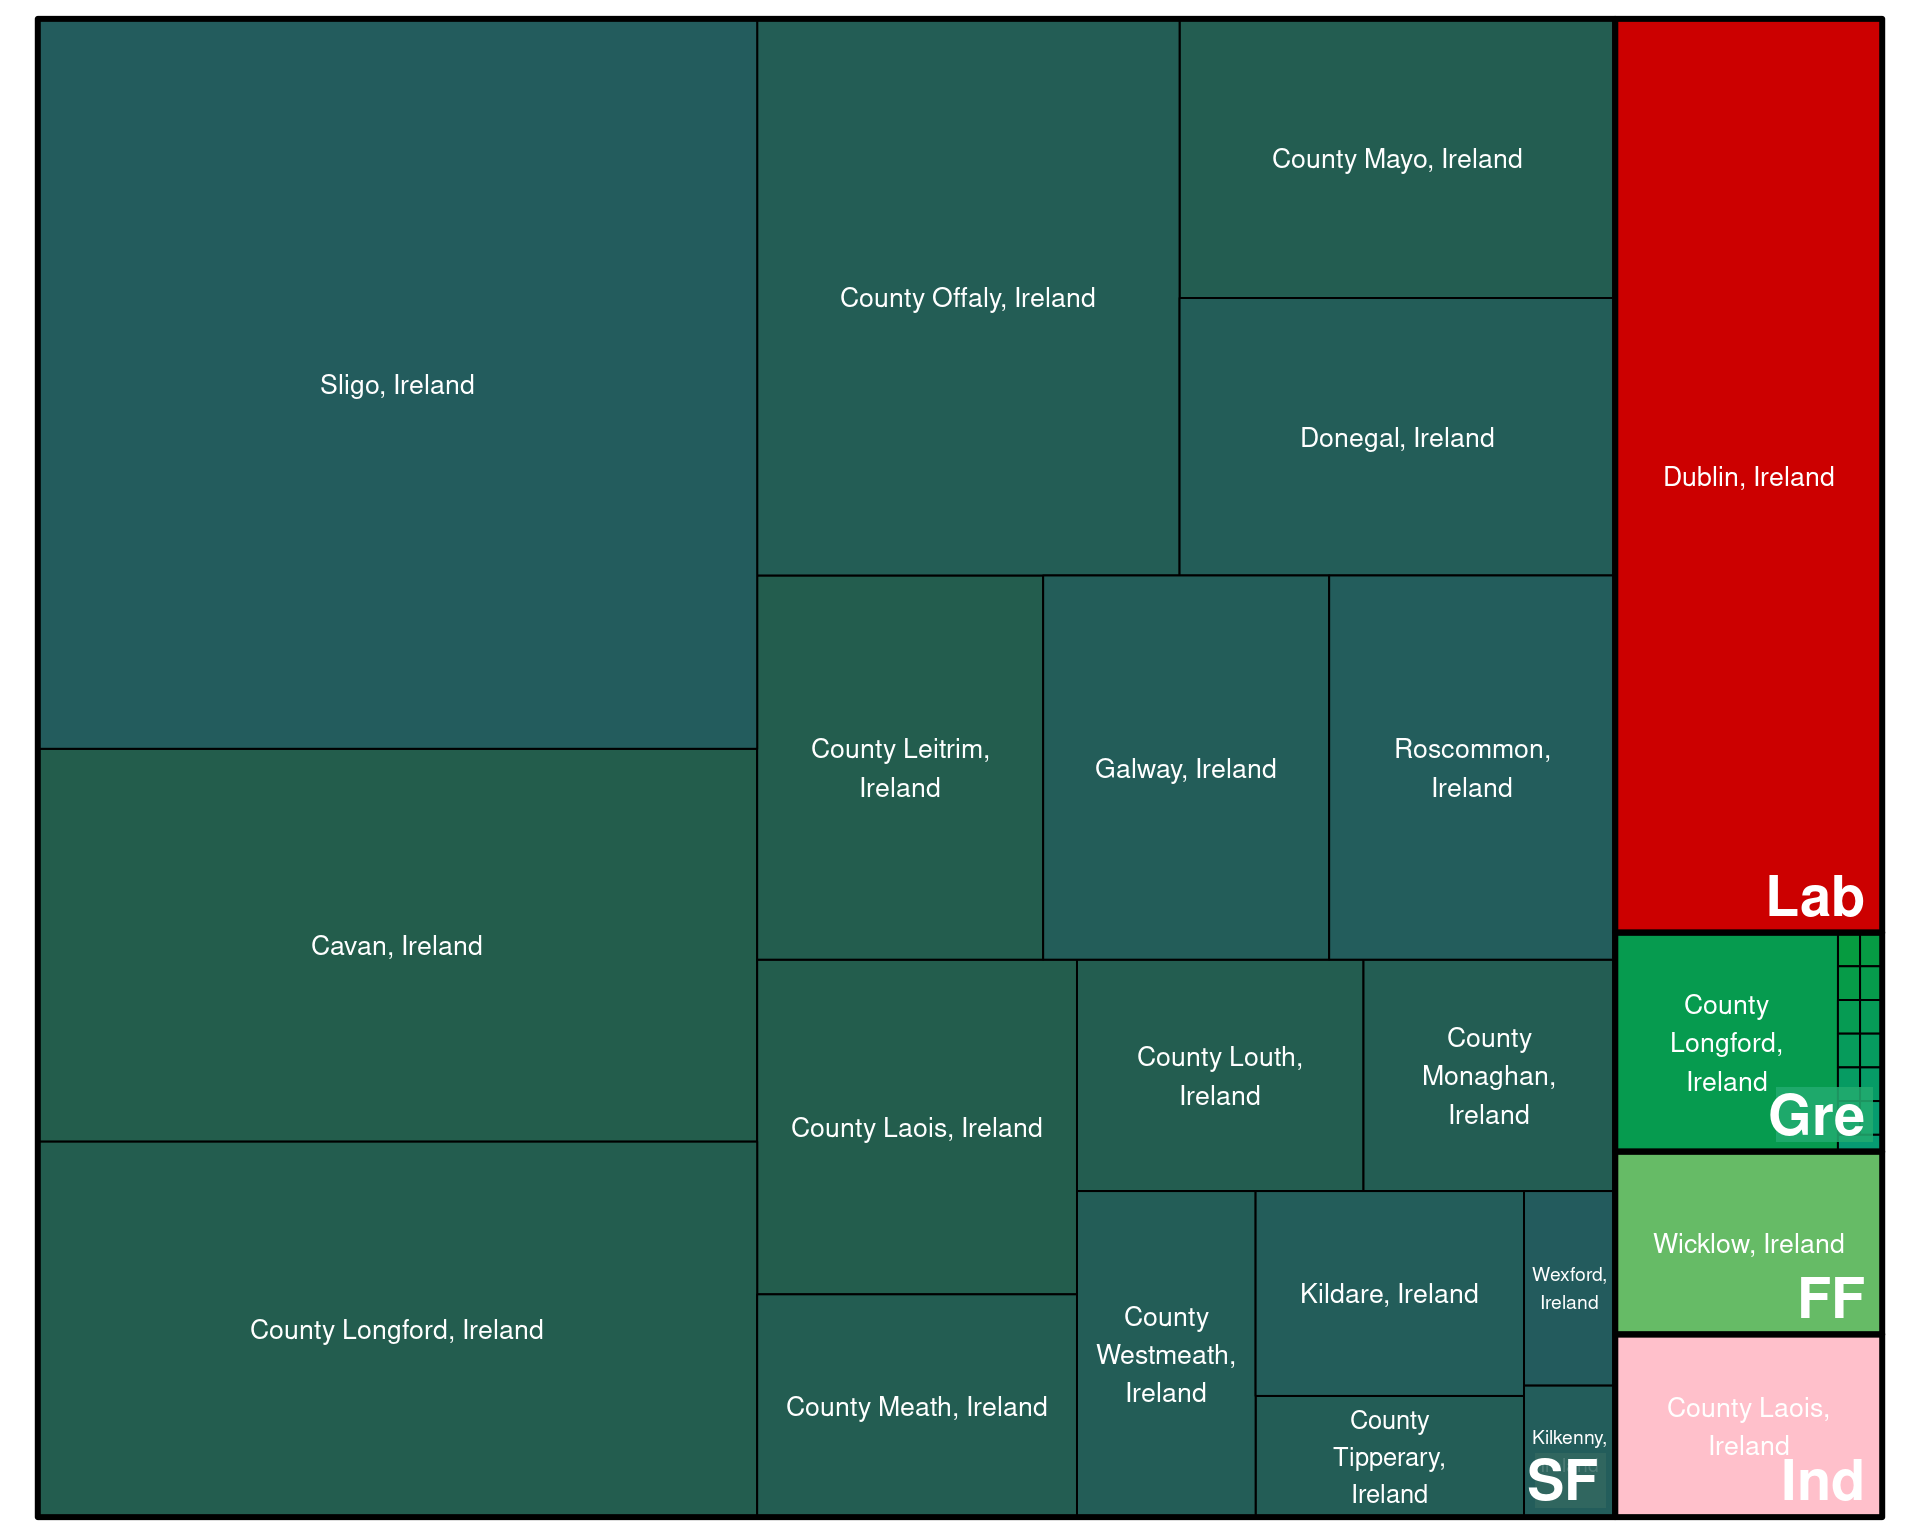 Sligo, Ireland
Cavan, Ireland
County Longford, Ireland
County Offaly, Ireland
County Mayo, Ireland
Donegal, Ireland
County Leitrim,
Ireland
Galway, Ireland
Roscommon,
Ireland
County Laois, Ireland
County Meath, Ireland
County Louth,
Ireland
County
Monaghan,
Ireland
County
Westmeath,
Ireland
Kildare, Ireland
County
Tipperary,
Ireland
Wexford,
Ireland
Kilkenny,
SF
Dublin, Ireland
Lab
County
Longford,
Ireland
Gre
Wicklow, Ireland
FF
County Laois,
Ireland
Ind